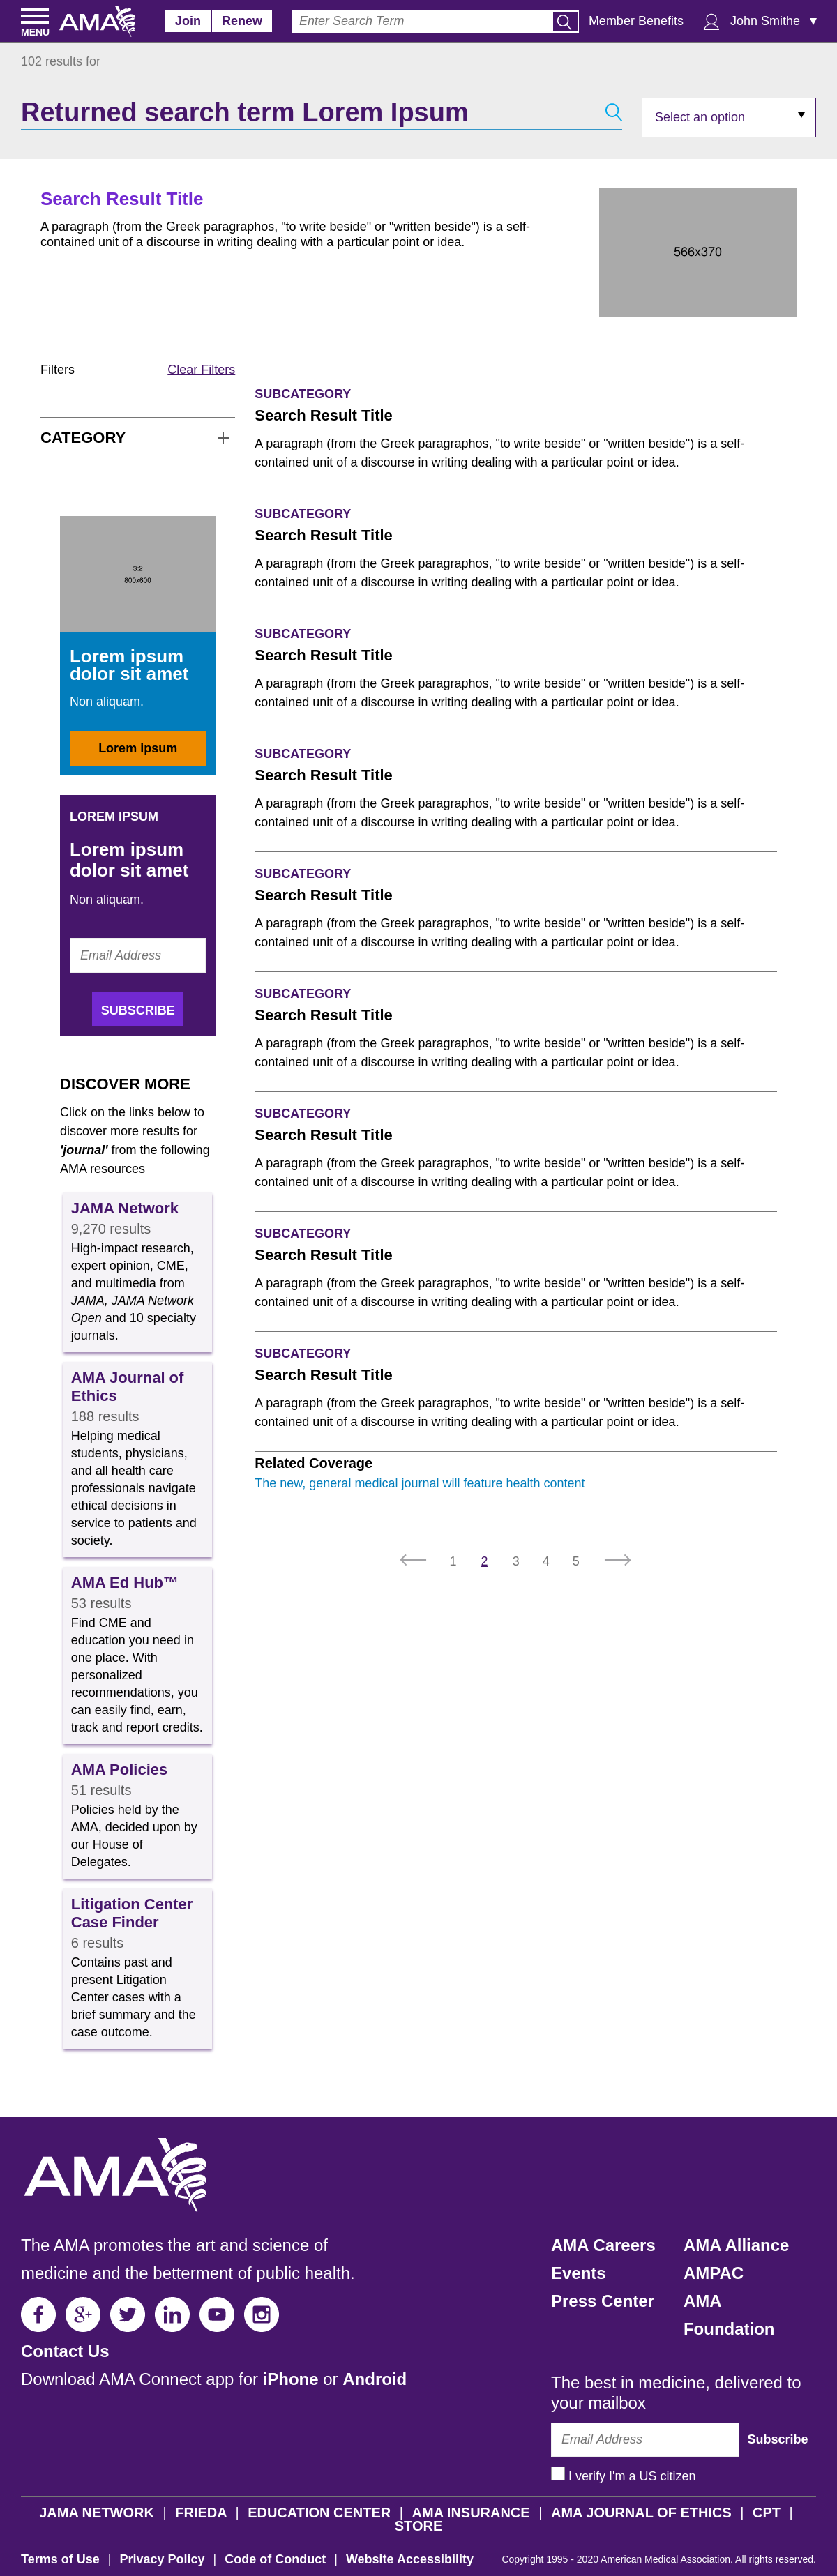 MENU
AMA
Join
Renew
Enter Search Term
Member Benefits
John Smithe ▼
102 results for
Returned search term Lorem Ipsum
Select an option
Search Result Title
A paragraph (from the Greek paragraphos, "to write beside" or "written beside") is a self-
contained unit of a discourse in writing dealing with a particular point or idea.
566x370
Filters
Clear Filters
CATEGORY
3:2
800x600
Lorem ipsum
dolor sit amet
Non aliquam.
Lorem ipsum
LOREM IPSUM
Lorem ipsum
dolor sit amet
Non aliquam.
Email Address
SUBSCRIBE
DISCOVER MORE
Click on the links below to
discover more results for
'journal' from the following
AMA resources
JAMA Network
9,270 results
High-impact research,
expert opinion, CME,
and multimedia from
JAMA, JAMA Network
Open and 10 specialty
journals.
AMA Journal of
Ethics
188 results
Helping medical
students, physicians,
and all health care
professionals navigate
ethical decisions in
service to patients and
society.
AMA Ed Hub™
53 results
Find CME and
education you need in
one place. With
personalized
recommendations, you
can easily find, earn,
track and report credits.
AMA Policies
51 results
Policies held by the
AMA, decided upon by
our House of
Delegates.
Litigation Center
Case Finder
6 results
Contains past and
present Litigation
Center cases with a
brief summary and the
case outcome.
SUBCATEGORY
Search Result Title
A paragraph (from the Greek paragraphos, "to write beside" or "written beside") is a self-
contained unit of a discourse in writing dealing with a particular point or idea.
SUBCATEGORY
Search Result Title
A paragraph (from the Greek paragraphos, "to write beside" or "written beside") is a self-
contained unit of a discourse in writing dealing with a particular point or idea.
SUBCATEGORY
Search Result Title
A paragraph (from the Greek paragraphos, "to write beside" or "written beside") is a self-
contained unit of a discourse in writing dealing with a particular point or idea.
SUBCATEGORY
Search Result Title
A paragraph (from the Greek paragraphos, "to write beside" or "written beside") is a self-
contained unit of a discourse in writing dealing with a particular point or idea.
SUBCATEGORY
Search Result Title
A paragraph (from the Greek paragraphos, "to write beside" or "written beside") is a self-
contained unit of a discourse in writing dealing with a particular point or idea.
SUBCATEGORY
Search Result Title
A paragraph (from the Greek paragraphos, "to write beside" or "written beside") is a self-
contained unit of a discourse in writing dealing with a particular point or idea.
SUBCATEGORY
Search Result Title
A paragraph (from the Greek paragraphos, "to write beside" or "written beside") is a self-
contained unit of a discourse in writing dealing with a particular point or idea.
SUBCATEGORY
Search Result Title
A paragraph (from the Greek paragraphos, "to write beside" or "written beside") is a self-
contained unit of a discourse in writing dealing with a particular point or idea.
SUBCATEGORY
Search Result Title
A paragraph (from the Greek paragraphos, "to write beside" or "written beside") is a self-
contained unit of a discourse in writing dealing with a particular point or idea.
Related Coverage
The new, general medical journal will feature health content
1 2 3 4 5
AMA
The AMA promotes the art and science of
medicine and the betterment of public health.
Contact Us
Download AMA Connect app for iPhone or Android
AMA Careers
Events
Press Center
AMA Alliance
AMPAC
AMA
Foundation
The best in medicine, delivered to
your mailbox
Email Address
Subscribe
I verify I'm a US citizen
JAMA NETWORK | FRIEDA | EDUCATION CENTER | AMA INSURANCE | AMA JOURNAL OF ETHICS | CPT |
STORE
Terms of Use | Privacy Policy | Code of Conduct | Website Accessibility
Copyright 1995 - 2020 American Medical Association. All rights reserved.